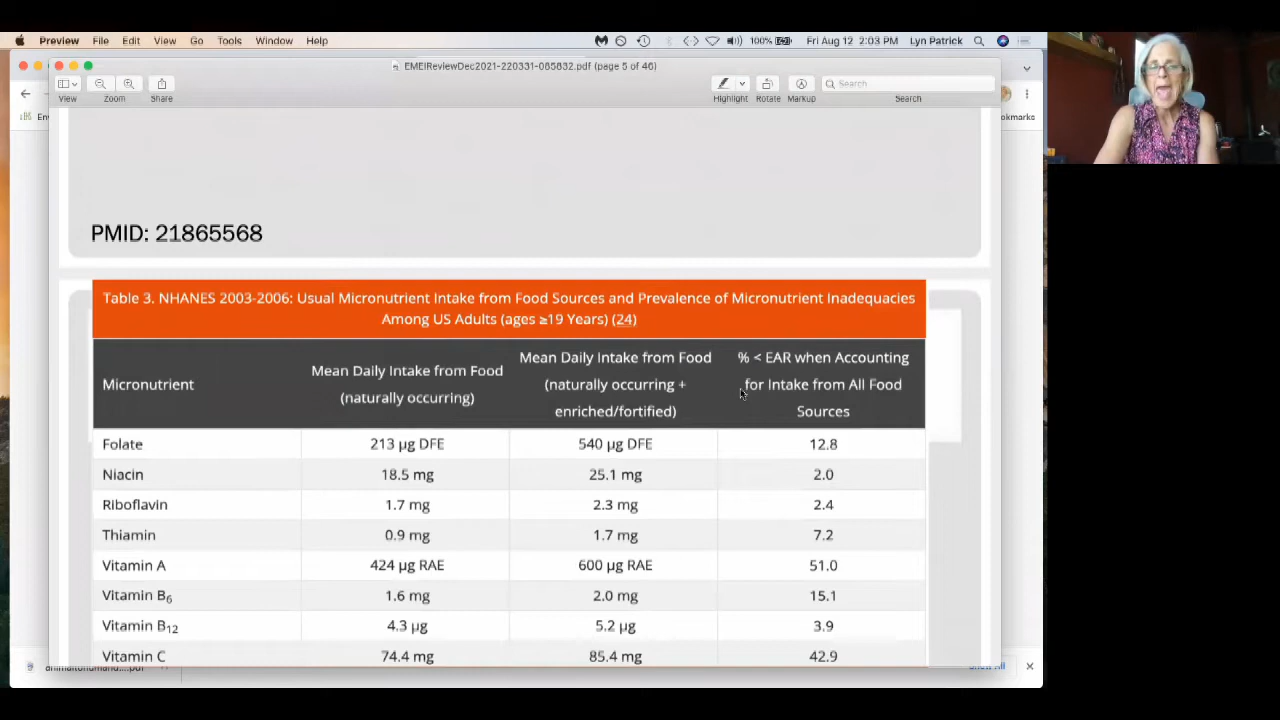 Preview File Edit View Go Tools Window Help 100% Fri Aug 12 2:03 PM Lyn Patrick
EMEIReviewDec2021-220331-085832.pdf (page 5 of 46)
View Zoom Share Highlight Rotate Markup Search
Search
En
okmarks
PMID: 21865568
Table 3. NHANES 2003-2006: Usual Micronutrient Intake from Food Sources and Prevalence of Micronutrient Inadequacies
Among US Adults (ages ≥19 Years) (24)
Micronutrient
Mean Daily Intake from Food
(naturally occurring)
Mean Daily Intake from Food
(naturally occurring +
enriched/fortified)
% < EAR when Accounting
for Intake from All Food
Sources
Folate 213 µg DFE 540 µg DFE 12.8
Niacin 18.5 mg 25.1 mg 2.0
Riboflavin 1.7 mg 2.3 mg 2.4
Thiamin 0.9 mg 1.7 mg 7.2
Vitamin A 424 µg RAE 600 µg RAE 51.0
Vitamin B6 1.6 mg 2.0 mg 15.1
Vitamin B12 4.3 µg 5.2 µg 3.9
Vitamin C 74.4 mg 85.4 mg 42.9
Show All